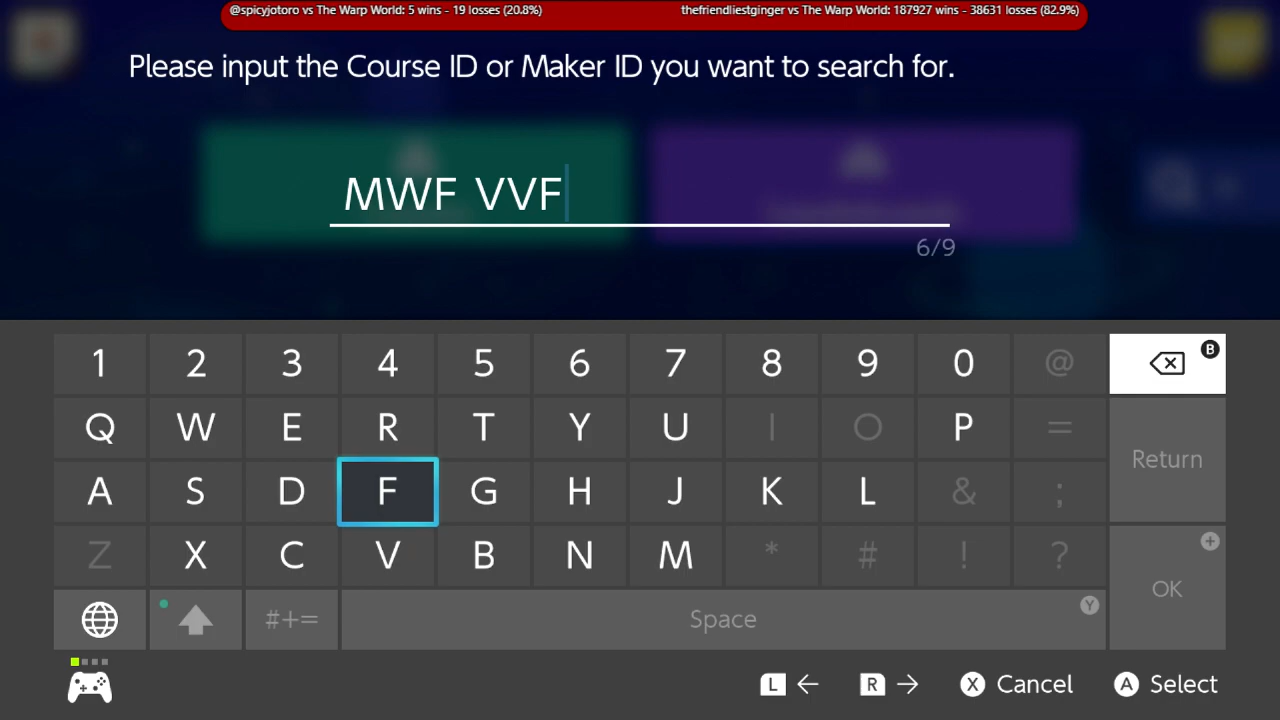 @spicyjotoro vs The Warp World: 5 wins - 19 losses (20.8%) thefriendliestginger vs The Warp World: 187927 wins - 38631 losses (82.9%)
Please input the Course ID or Maker ID you want to search for.
MWF VVF
6/9
1 2 3 4 5 6 7 8 9 0 @ B
Q W E R T Y U I O P =
Return
A S D F G H J K L & ;
Z X C V B N M * # ! ? +
OK
#+= Space Y
L ← R → X Cancel A Select